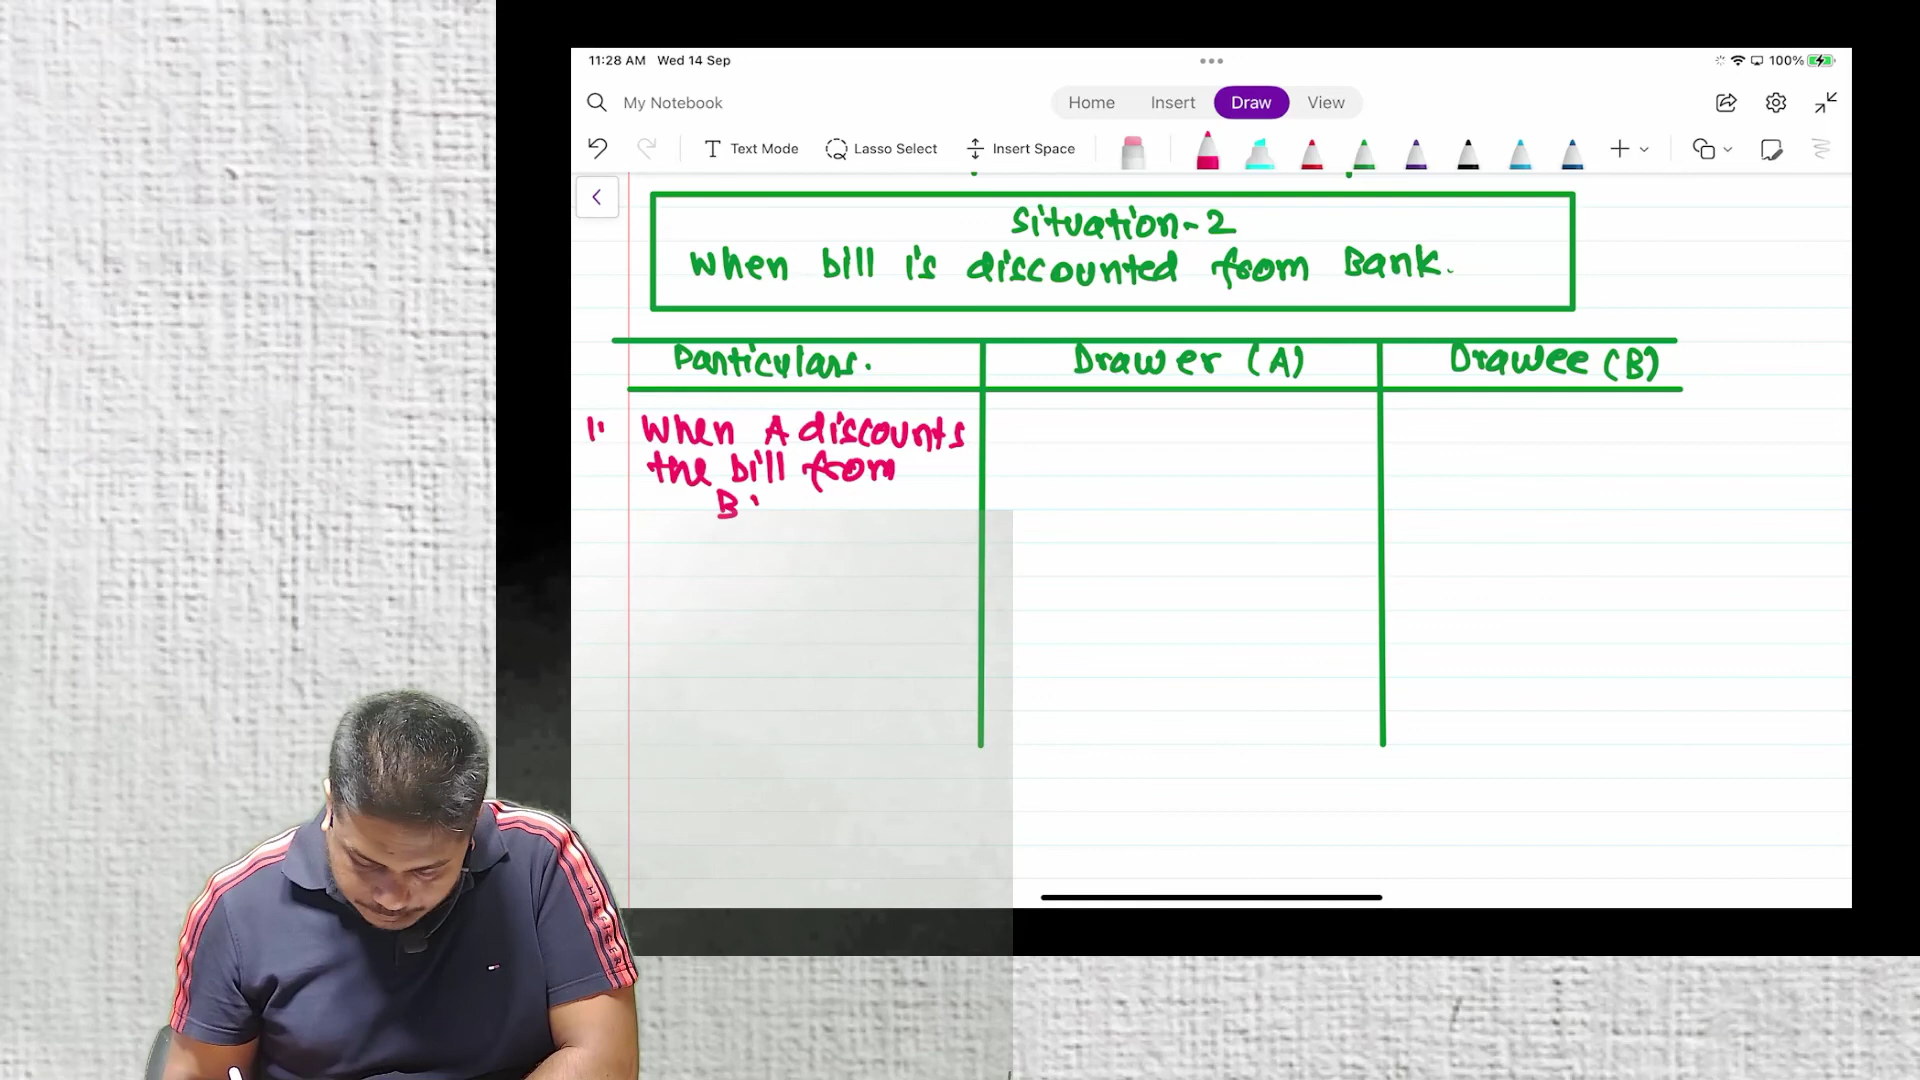 11:28 AM Wed 14 Sep
100%
My Notebook
Home Insert Draw View
Text Mode Lasso Select Insert Space
Situation-2
When bill is discounted from Bank.
Particulars. Drawer (A) Drawee (B)
1. When A discounts
the bill from
B